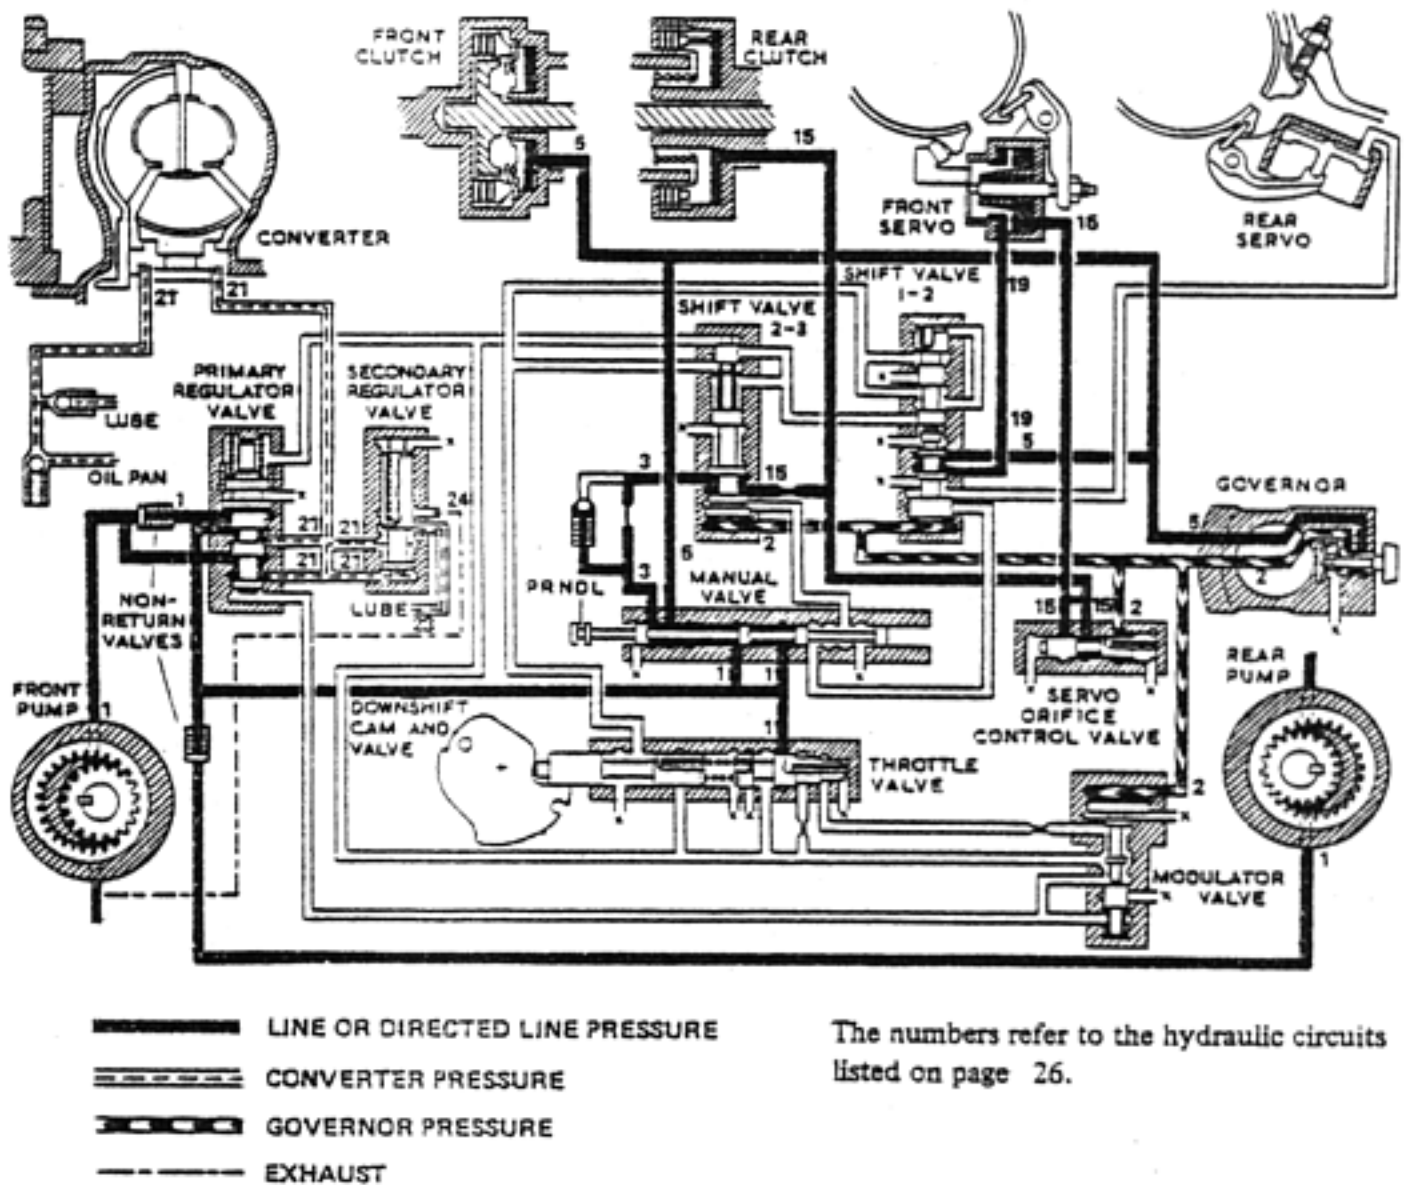 FRONT
CLUTCH
REAR
CLUTCH
5
15
CONVERTER
FRONT
SERVO
15
REAR
SERVO
21
21
SHIFT VALVE
1-2
19
SHIFT VALVE
2-3
PRIMARY
REGULATOR
VALVE
SECONDARY
REGULATOR
VALVE
x
LUBE
x
x
19
5
x
OIL PAN
3
15
x
GOVERNOR
1
x
24
21
21
2
5
21
21
6
2
NON-
RETURN
VALVES
LUBE
PRNDL
3
MANUAL
VALVE
15
15
2
x
x
x
11
11
x
x
REAR
PUMP
FRONT
PUMP
1
DOWNSHIFT
CAM AND
VALVE
11
SERVO
ORIFICE
CONTROL VALVE
THROTTLE
VALVE
2
x
x
x
x
x
1
MODULATOR
VALVE
x
LINE OR DIRECTED LINE PRESSURE
CONVERTER PRESSURE
GOVERNOR PRESSURE
EXHAUST
The numbers refer to the hydraulic circuits
listed on page 26.